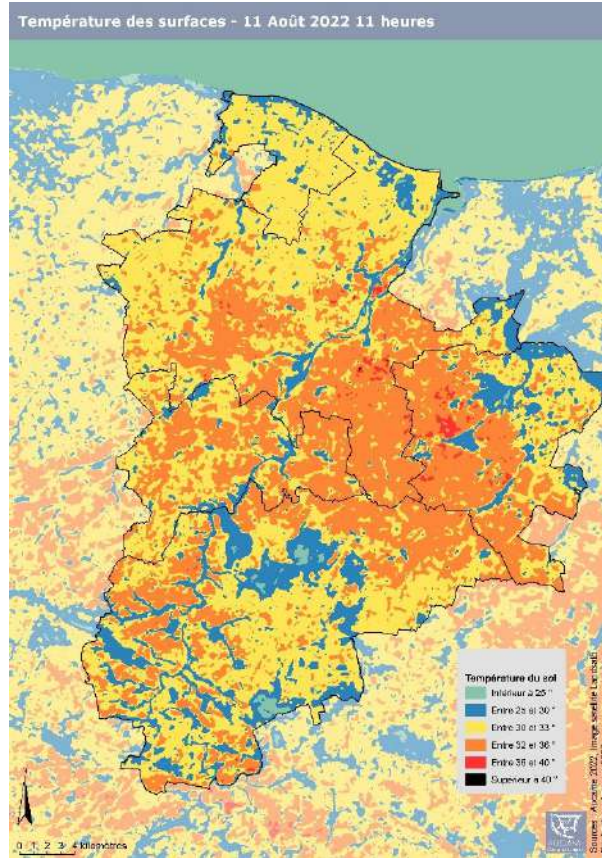 Température des surfaces - 11 Août 2022 11 heures
Température du sol
Inférieur à 25 °
Entre 25 et 30 °
Entre 30 et 33 °
Entre 32 et 36 °
Entre 36 et 40 °
Supérieur à 40 °
0 1 2 3 4 kilomètres
Sources : Aucame 2022, Image satellite Landsat